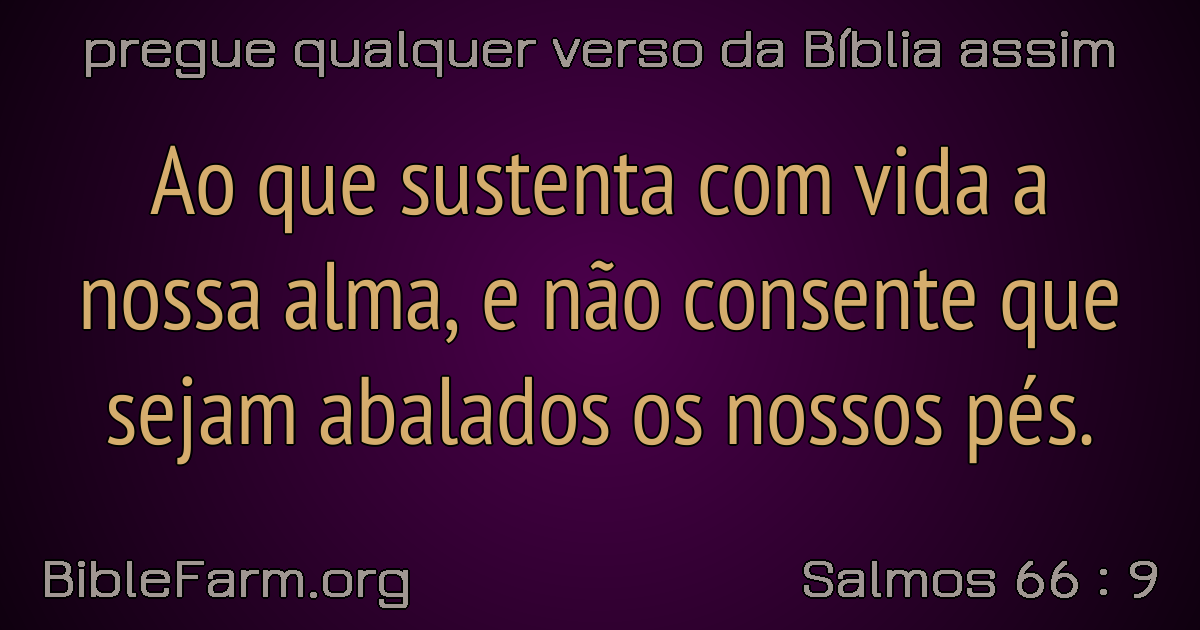 pregue qualquer verso da Bíblia assim
Ao que sustenta com vida a
nossa alma, e não consente que
sejam abalados os nossos pés.
BibleFarm.org
Salmos 66 : 9